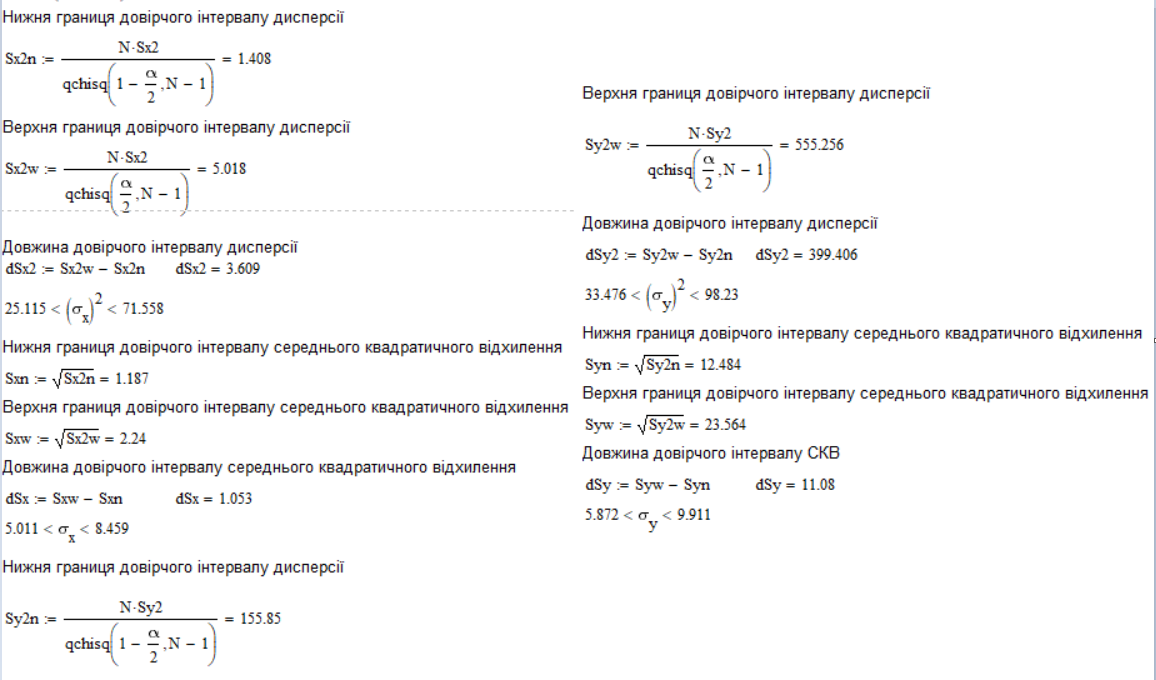 Нижня границя довірчого інтервалу дисперсії
Sx2n := N·Sx2 / qchisq(1 − α/2, N − 1) = 1.408
Верхня границя довірчого інтервалу дисперсії
Sx2w := N·Sx2 / qchisq(α/2, N − 1) = 5.018
Довжина довірчого інтервалу дисперсії
dSx2 := Sx2w − Sx2n dSx2 = 3.609
25.115 < (σx)² < 71.558
Нижня границя довірчого інтервалу середнього квадратичного відхилення
Sxn := √Sx2n = 1.187
Верхня границя довірчого інтервалу середнього квадратичного відхилення
Sxw := √Sx2w = 2.24
Довжина довірчого інтервалу середнього квадратичного відхилення
dSx := Sxw − Sxn dSx = 1.053
5.011 < σx < 8.459
Нижня границя довірчого інтервалу дисперсії
Sy2n := N·Sy2 / qchisq(1 − α/2, N − 1) = 155.85
Верхня границя довірчого інтервалу дисперсії
Sy2w := N·Sy2 / qchisq(α/2, N − 1) = 555.256
Довжина довірчого інтервалу дисперсії
dSy2 := Sy2w − Sy2n dSy2 = 399.406
33.476 < (σy)² < 98.23
Нижня границя довірчого інтервалу середнього квадратичного відхилення
Syn := √Sy2n = 12.484
Верхня границя довірчого інтервалу середнього квадратичного відхилення
Syw := √Sy2w = 23.564
Довжина довірчого інтервалу СКВ
dSy := Syw − Syn dSy = 11.08
5.872 < σy < 9.911